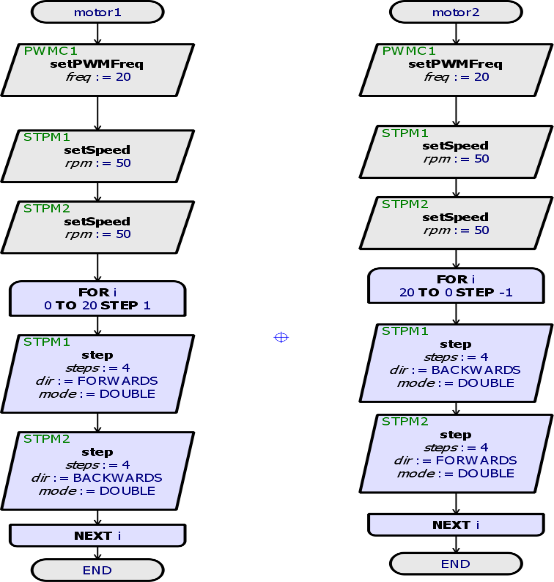 motor1
PWMC1
setPWMFreq
freq := 20
STPM1
setSpeed
rpm := 50
STPM2
setSpeed
rpm := 50
FOR i
0 TO 20 STEP 1
STPM1
step
steps := 4
dir := FORWARDS
mode := DOUBLE
STPM2
step
steps := 4
dir := BACKWARDS
mode := DOUBLE
NEXT i
END
motor2
PWMC1
setPWMFreq
freq := 20
STPM1
setSpeed
rpm := 50
STPM2
setSpeed
rpm := 50
FOR i
20 TO 0 STEP -1
STPM1
step
steps := 4
dir := BACKWARDS
mode := DOUBLE
STPM2
step
steps := 4
dir := FORWARDS
mode := DOUBLE
NEXT i
END